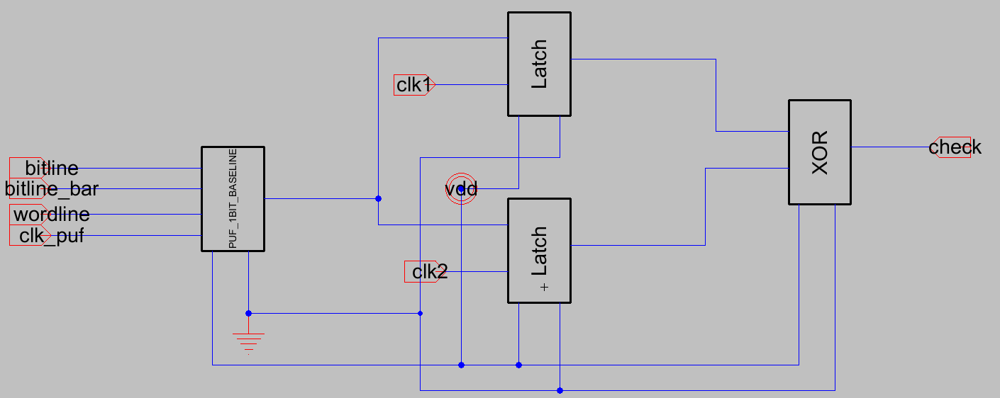 bitline
bitline_bar
wordline
clk_puf
PUF_1BIT_BASELINE
clk1
Latch
vdd
clk2
Latch
+
XOR
check